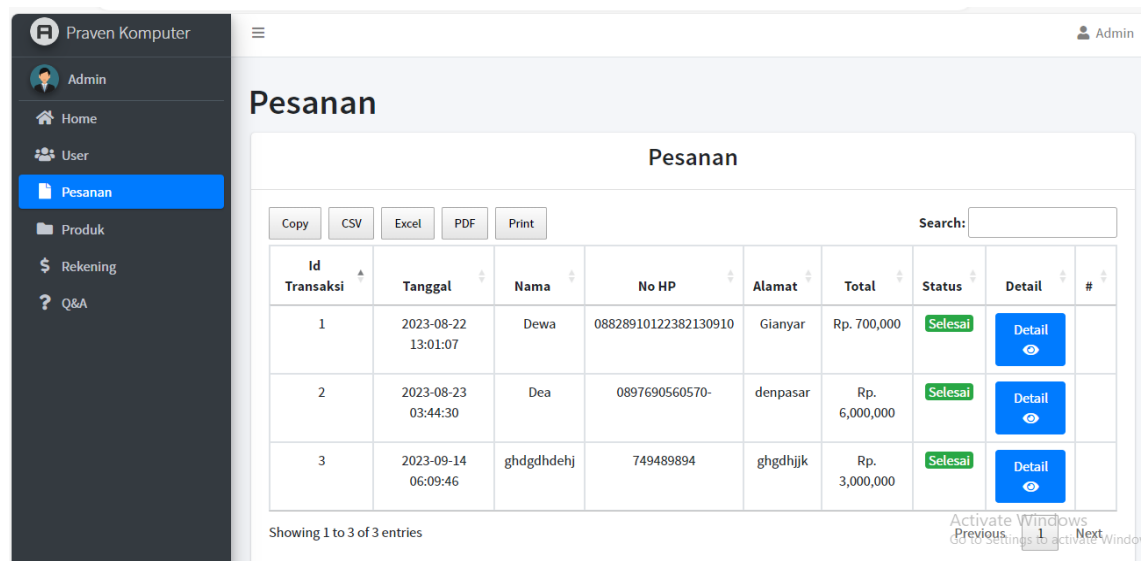 Praven Komputer
Admin
Admin
Home
User
Pesanan
Produk
Rekening
Q&A
Pesanan
Pesanan
Copy CSV Excel PDF Print Search:
Id Transaksi Tanggal Nama No HP Alamat Total Status Detail #
1 2023-08-22 13:01:07 Dewa 08828910122382130910 Gianyar Rp. 700,000 Selesai Detail
2 2023-08-23 03:44:30 Dea 0897690560570- denpasar Rp. 6,000,000 Selesai Detail
3 2023-09-14 06:09:46 ghdgdhdehj 749489894 ghgdhjjk Rp. 3,000,000 Selesai Detail
Showing 1 to 3 of 3 entries Previous 1 Next
Activate Windows
Go to Settings to activate Windo